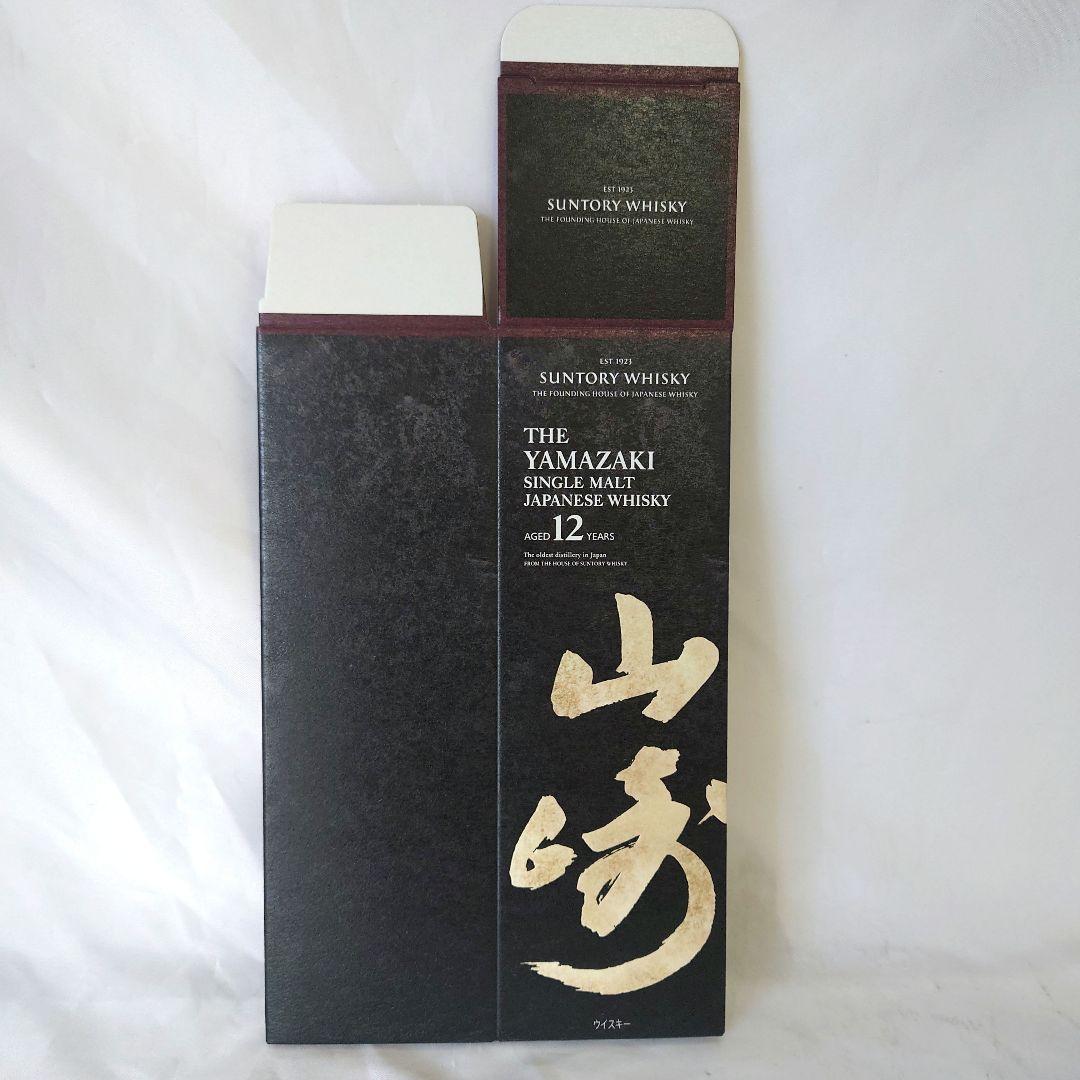 EST 1923
SUNTORY WHISKY
THE FOUNDING HOUSE OF JAPANESE WHISKY
EST 1923
SUNTORY WHISKY
THE FOUNDING HOUSE OF JAPANESE WHISKY
THE
YAMAZAKI
SINGLE MALT
JAPANESE WHISKY
AGED 12 YEARS
The oldest distillery in Japan
FROM THE HOUSE OF SUNTORY WHISKY
山
崎
ウイスキー